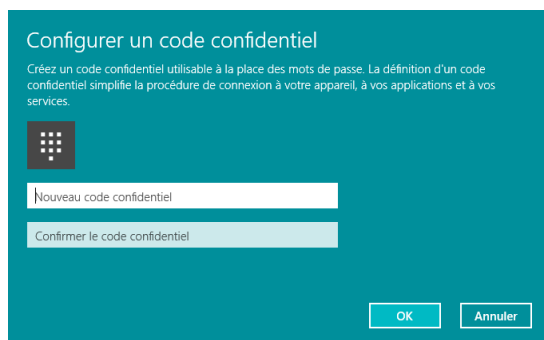 Configurer un code confidentiel
Créez un code confidentiel utilisable à la place des mots de passe. La définition d'un code
confidentiel simplifie la procédure de connexion à votre appareil, à vos applications et à vos
services.
Nouveau code confidentiel
Confirmer le code confidentiel
OK
Annuler